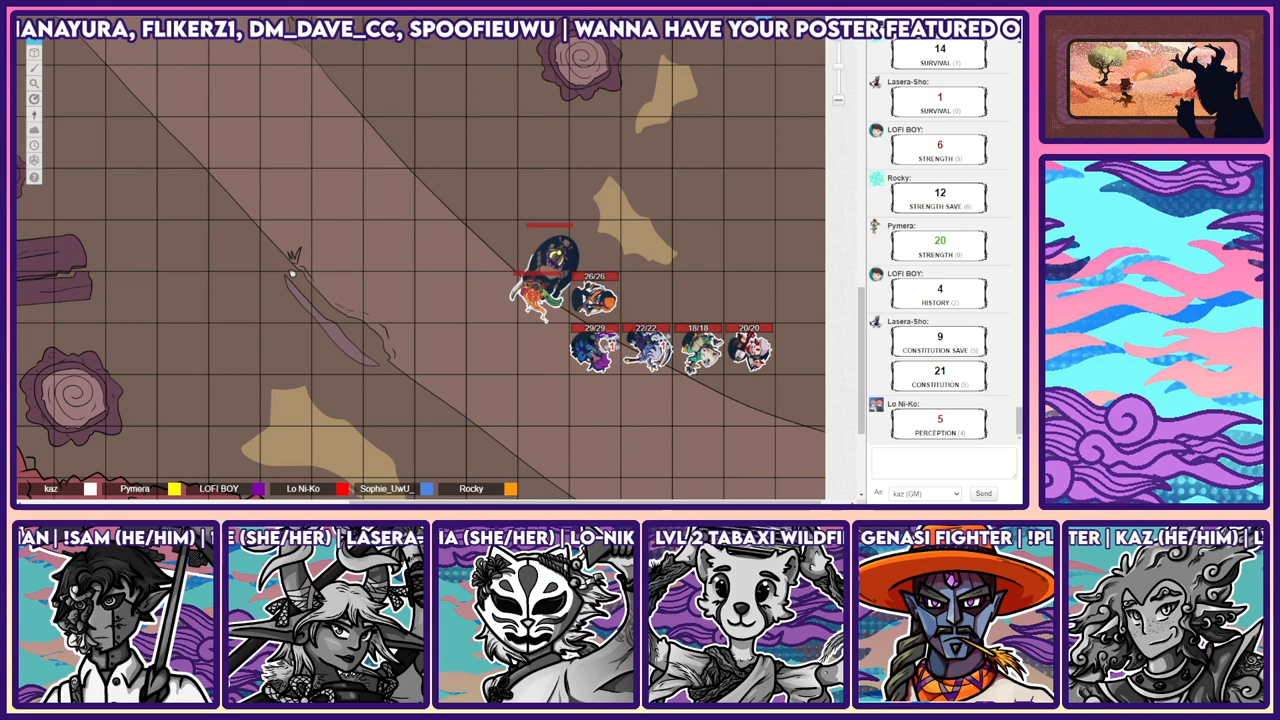 IANAYURA, FLIKERZ1, DM_DAVE_CC, SPOOFIEUWU | WANNA HAVE YOUR POSTER FEATURED O
14
SURVIVAL (1)
Lasera-Sho:
1
SURVIVAL (0)
LOFI BOY:
6
STRENGTH (5)
Rocky:
12
STRENGTH SAVE (6)
Pymera:
20
STRENGTH (0)
LOFI BOY:
4
HISTORY (2)
Lasera-Sho:
9
CONSTITUTION SAVE (5)
21
CONSTITUTION (5)
Lo Ni-Ko:
5
PERCEPTION (4)
As:
kaz (GM)
Send
26/26
29/29 22/22 18/18 20/20
kaz Pymera LOFI BOY Lo Ni-Ko Sophie_UwU_ Rocky
IAN | !SAM (HE/HIM) |
E (SHE/HER) | LASERA-
IA (SHE/HER) | LO-NIK
LVL 2 TABAXI WILDFI
GENASI FIGHTER | !PL
TER | KAZ (HE/HIM) | L